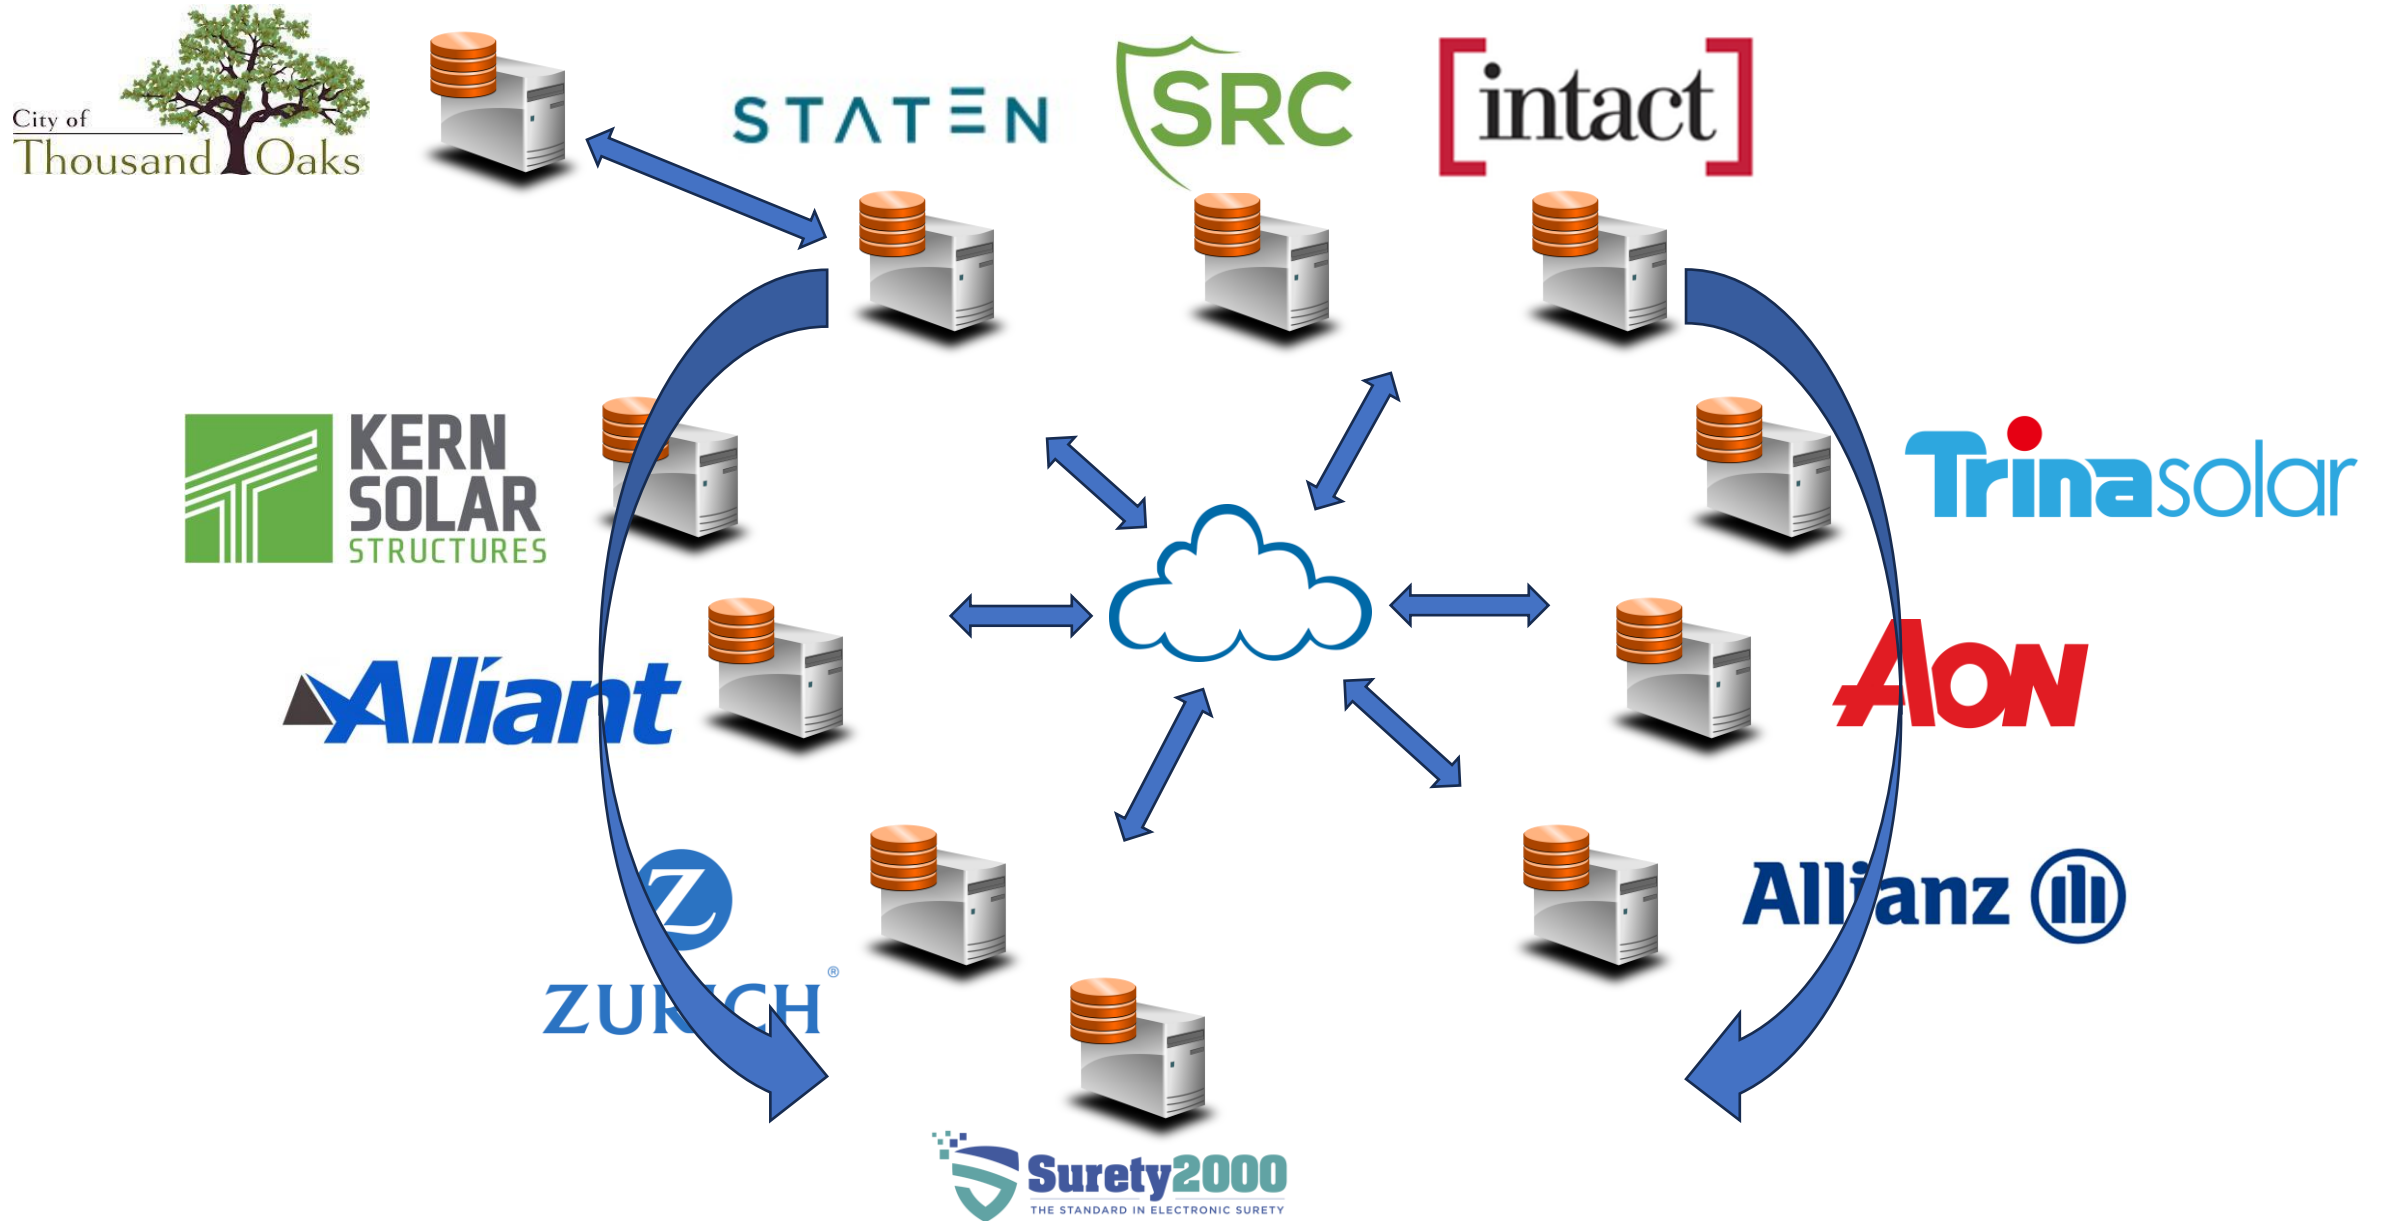 City of
Thousand Oaks
STATEN
SRC
intact
KERN
SOLAR
STRUCTURES
Trinasolar
Alliant
AON
Z
ZURICH®
Allianz
Surety2000
THE STANDARD IN ELECTRONIC SURETY